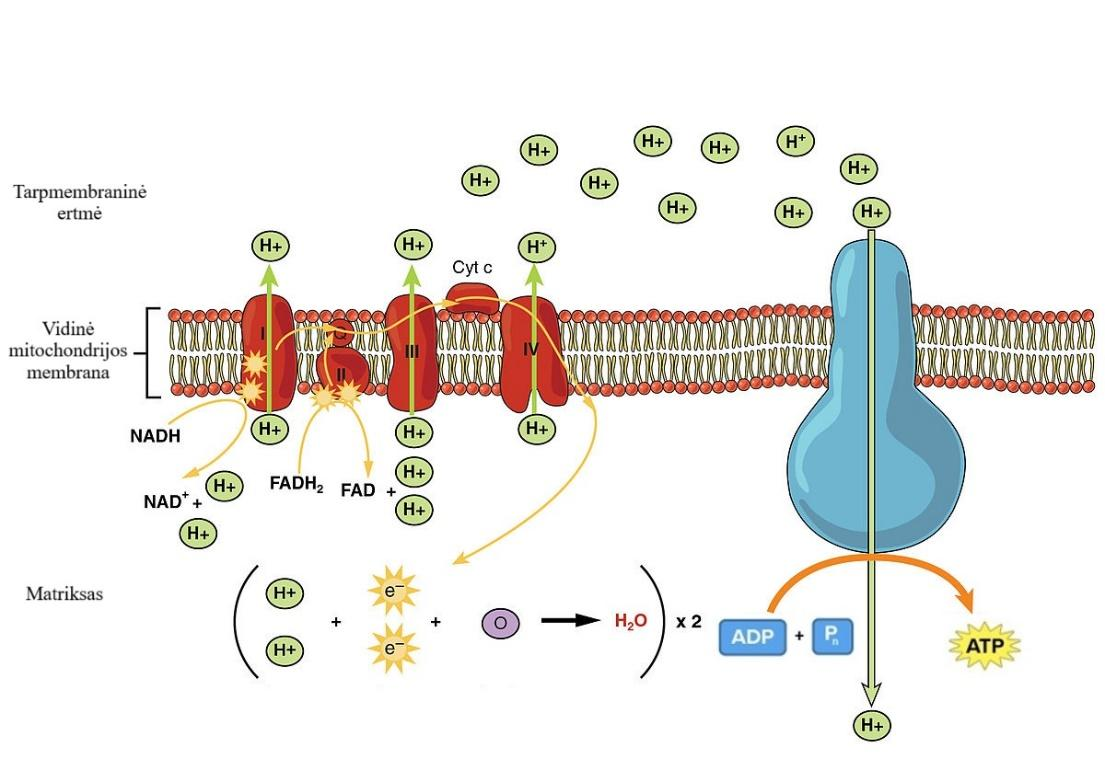 H+
H+
H+
H+
H⁺
H+
H+
H+
H+
H+
Tarpmembraninė
ertmė
H+
H+
H⁺
Cyt c
Vidinė
mitochondrijos
membrana
I
Q
II
III
IV
NADH
H+
H+
H+
NAD⁺ +
H+
H+
FADH₂
FAD +
H+
H+
Matriksas
H+
H+
+
e⁻
e⁻
+
O
H₂O
x 2
ADP
+
Pₙ
ATP
H+